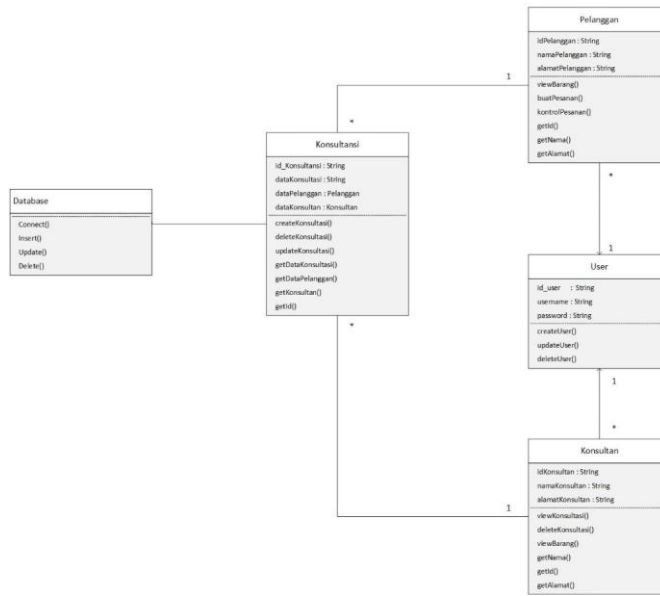 Pelanggan
idPelanggan : String
namaPelanggan : String
alamatPelanggan : String
viewBarang()
buatPesanan()
kontrolPesanan()
getId()
getNama()
getAlamat()
1
*
Konsultansi
id_Konsultansi : String
dataKonsultasi : String
dataPelanggan : Pelanggan
dataKonsultan : Konsultan
createKonsultasi()
deleteKonsultasi()
updateKonsultasi()
getDataKonsultasi()
getDataPelanggan()
getKonsultan()
getId()
*
Database
Connect()
Insert()
Update()
Delete()
*
1
User
id_user : String
username : String
password : String
createUser()
updateUser()
deleteUser()
1
*
Konsultan
idKonsultan : String
namaKonsultan : String
alamatKonsultan : String
viewKonsultasi()
deleteKonsultasi()
viewBarang()
getNama()
getId()
getAlamat()
1